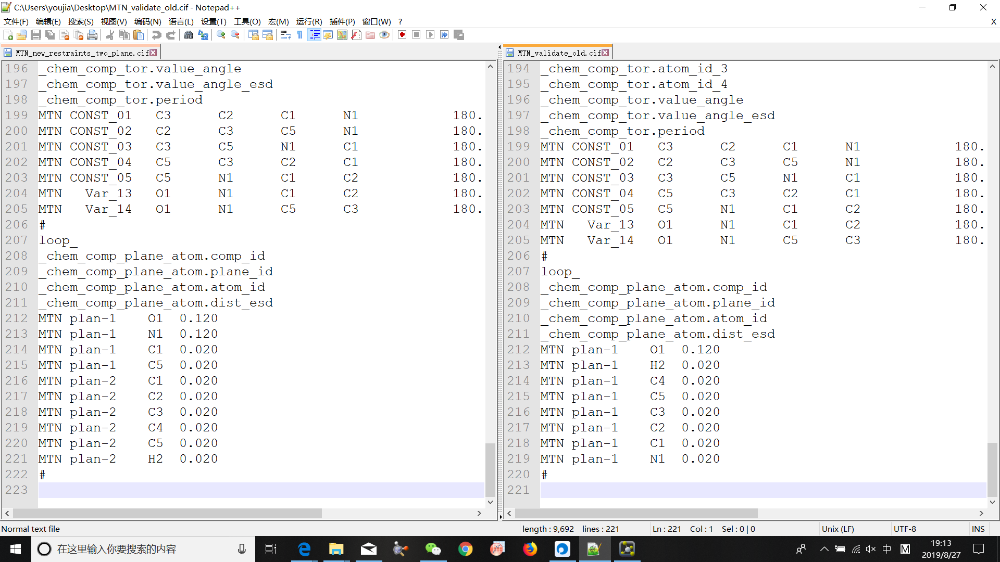 C:\Users\youjia\Desktop\MTN_validate_old.cif - Notepad++
文件(F) 编辑(E) 搜索(S) 视图(V) 编码(N) 语言(L) 设置(T) 工具(O) 宏(M) 运行(R) 插件(P) 窗口(W) ? X
MTN_new_restraints_two_plane.cif
196 _chem_comp_tor.value_angle
197 _chem_comp_tor.value_angle_esd
198 _chem_comp_tor.period
199 MTN CONST_01 C3 C2 C1 N1 180.
200 MTN CONST_02 C2 C3 C5 N1 180.
201 MTN CONST_03 C3 C5 N1 C1 180.
202 MTN CONST_04 C5 C3 C2 C1 180.
203 MTN CONST_05 C5 N1 C1 C2 180.
204 MTN Var_13 O1 N1 C1 C2 180.
205 MTN Var_14 O1 N1 C5 C3 180.
206 #
207 loop_
208 _chem_comp_plane_atom.comp_id
209 _chem_comp_plane_atom.plane_id
210 _chem_comp_plane_atom.atom_id
211 _chem_comp_plane_atom.dist_esd
212 MTN plan-1 O1 0.120
213 MTN plan-1 N1 0.120
214 MTN plan-1 C1 0.020
215 MTN plan-1 C5 0.020
216 MTN plan-2 C1 0.020
217 MTN plan-2 C2 0.020
218 MTN plan-2 C3 0.020
219 MTN plan-2 C4 0.020
220 MTN plan-2 C5 0.020
221 MTN plan-2 H2 0.020
222 #
223
MTN_validate_old.cif
194 _chem_comp_tor.atom_id_3
195 _chem_comp_tor.atom_id_4
196 _chem_comp_tor.value_angle
197 _chem_comp_tor.value_angle_esd
198 _chem_comp_tor.period
199 MTN CONST_01 C3 C2 C1 N1 180.
200 MTN CONST_02 C2 C3 C5 N1 180.
201 MTN CONST_03 C3 C5 N1 C1 180.
202 MTN CONST_04 C5 C3 C2 C1 180.
203 MTN CONST_05 C5 N1 C1 C2 180.
204 MTN Var_13 O1 N1 C1 C2 180.
205 MTN Var_14 O1 N1 C5 C3 180.
206 #
207 loop_
208 _chem_comp_plane_atom.comp_id
209 _chem_comp_plane_atom.plane_id
210 _chem_comp_plane_atom.atom_id
211 _chem_comp_plane_atom.dist_esd
212 MTN plan-1 O1 0.120
213 MTN plan-1 H2 0.020
214 MTN plan-1 C4 0.020
215 MTN plan-1 C5 0.020
216 MTN plan-1 C3 0.020
217 MTN plan-1 C2 0.020
218 MTN plan-1 C1 0.020
219 MTN plan-1 N1 0.020
220 #
221
Normal text file length : 9,692 lines : 221 Ln : 221 Col : 1 Sel : 0 | 0 Unix (LF) UTF-8 INS
在这里输入你要搜索的内容
中 M
19:13
2019/8/27